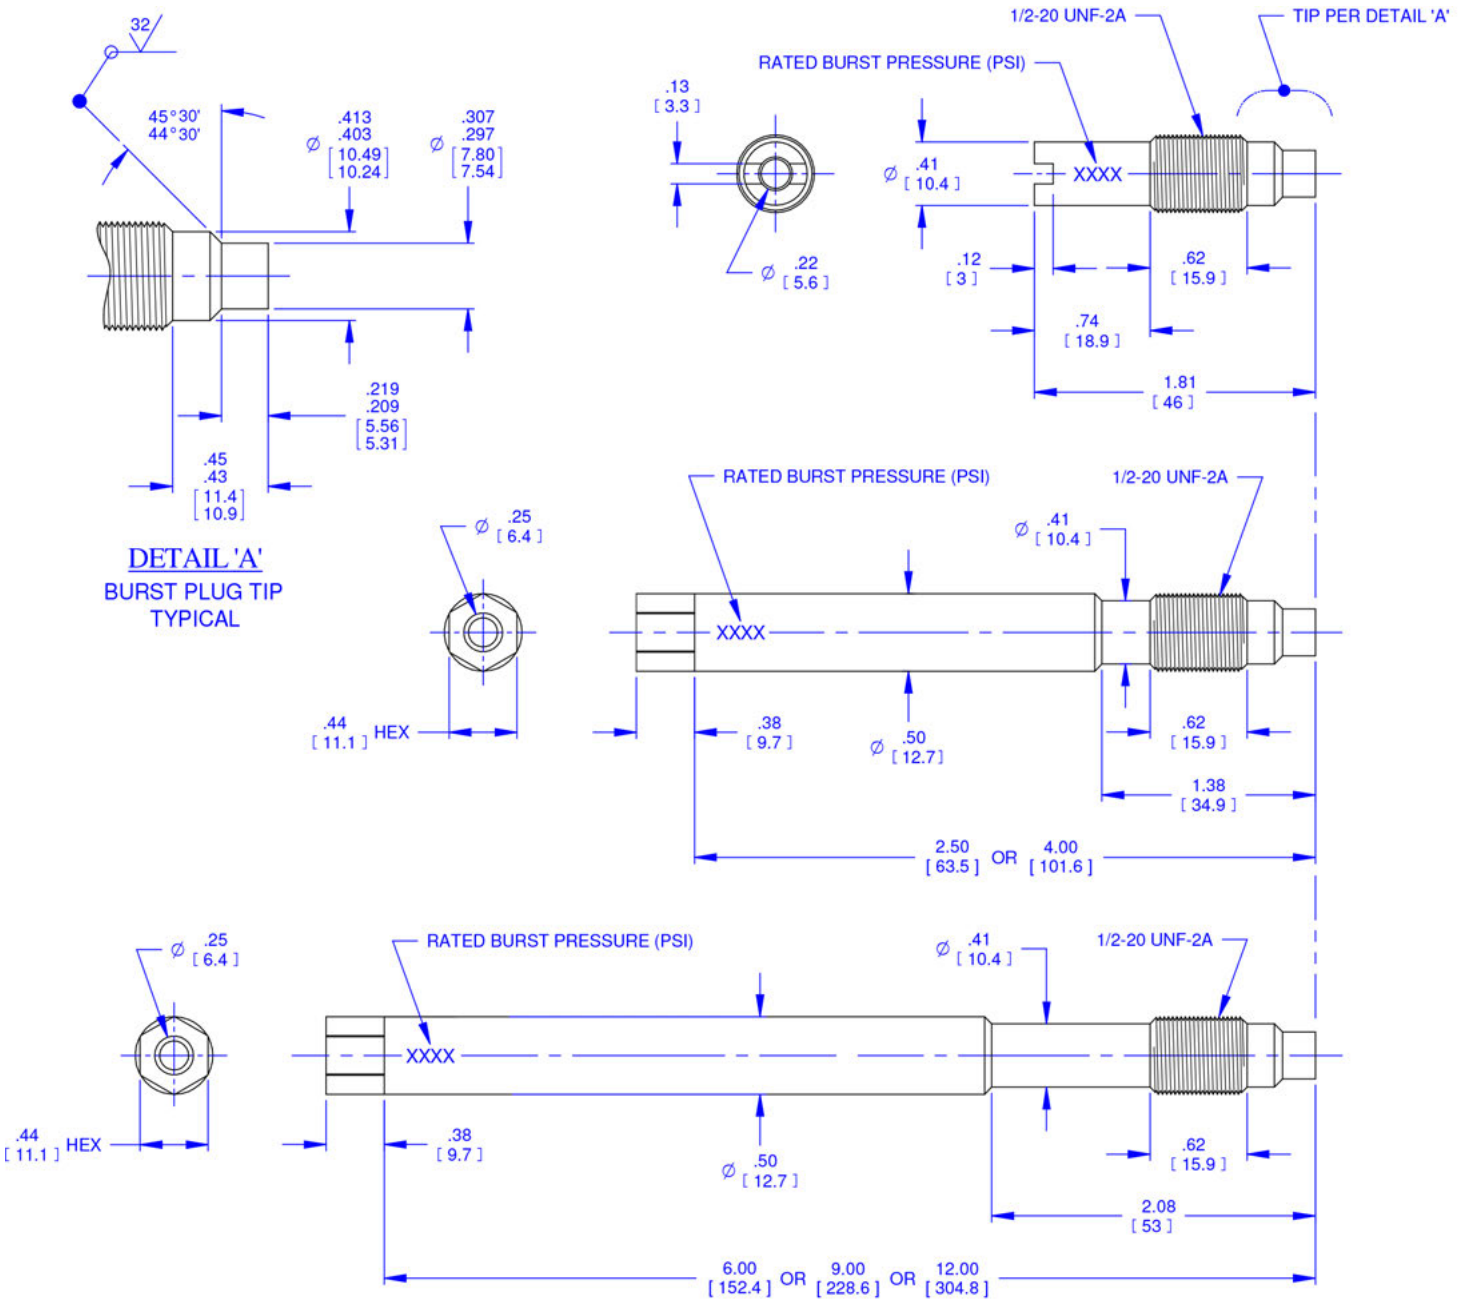 32
45°30'
44°30'
Ø .413
.403
[10.49]
[10.24]
Ø .307
.297
[7.80]
[7.54]
.219
.209
[5.56]
[5.31]
.45
.43
[11.4]
[10.9]
DETAIL 'A'
BURST PLUG TIP
TYPICAL
1/2-20 UNF-2A
TIP PER DETAIL 'A'
RATED BURST PRESSURE (PSI)
.13
[ 3.3 ]
Ø .41
[ 10.4 ]
XXXX
Ø .22
[ 5.6 ]
.12
[ 3 ]
.62
[ 15.9 ]
.74
[ 18.9 ]
1.81
[ 46 ]
RATED BURST PRESSURE (PSI)
1/2-20 UNF-2A
Ø .25
[ 6.4 ]
Ø .41
[ 10.4 ]
XXXX
.44
[ 11.1 ] HEX
.38
[ 9.7 ]
Ø .50
[ 12.7 ]
.62
[ 15.9 ]
1.38
[ 34.9 ]
2.50 OR 4.00
[ 63.5 ] [ 101.6 ]
RATED BURST PRESSURE (PSI)
1/2-20 UNF-2A
Ø .25
[ 6.4 ]
Ø .41
[ 10.4 ]
XXXX
.44
[ 11.1 ] HEX
.38
[ 9.7 ]
Ø .50
[ 12.7 ]
.62
[ 15.9 ]
2.08
[ 53 ]
6.00 OR 9.00 OR 12.00
[ 152.4 ] [ 228.6 ] [ 304.8 ]